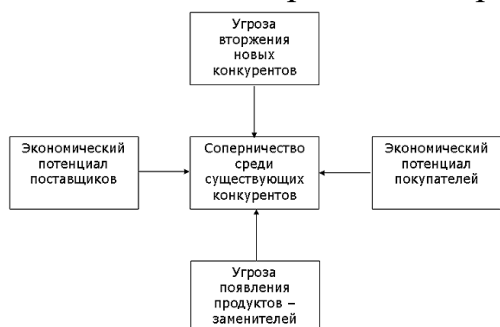 Угроза
вторжения
новых
конкурентов
Экономический
потенциал
поставщиков
Соперничество
среди
существующих
конкурентов
Экономический
потенциал
покупателей
Угроза
появления
продуктов –
заменителей